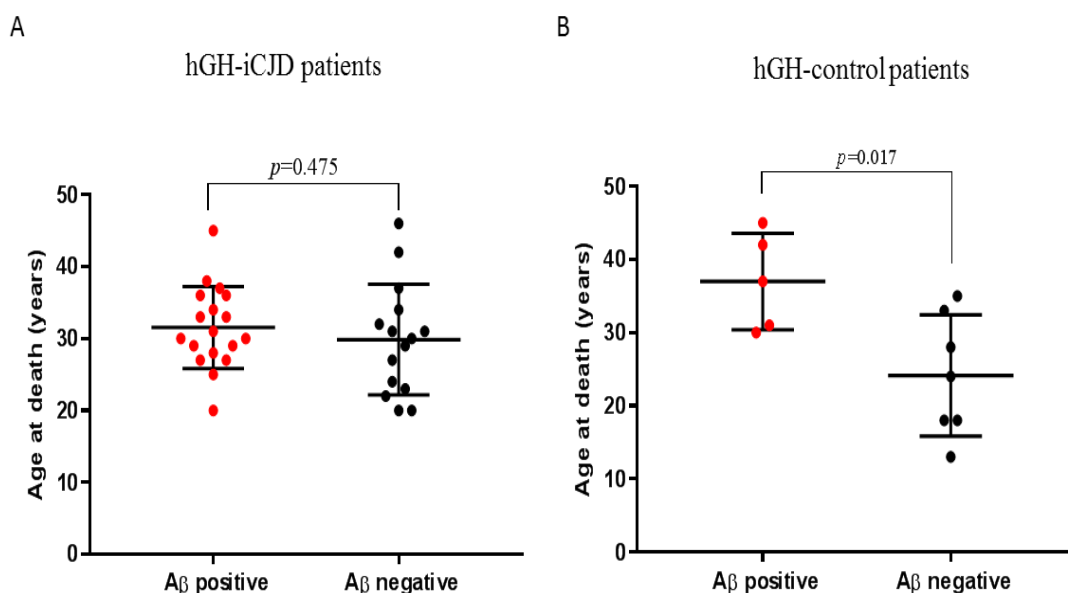 A
hGH-iCJD patients
p=0.475
Age at death (years)
50
40
30
20
10
0
Aβ positive
Aβ negative
B
hGH-control patients
p=0.017
Age at death (years)
50
40
30
20
10
0
Aβ positive
Aβ negative